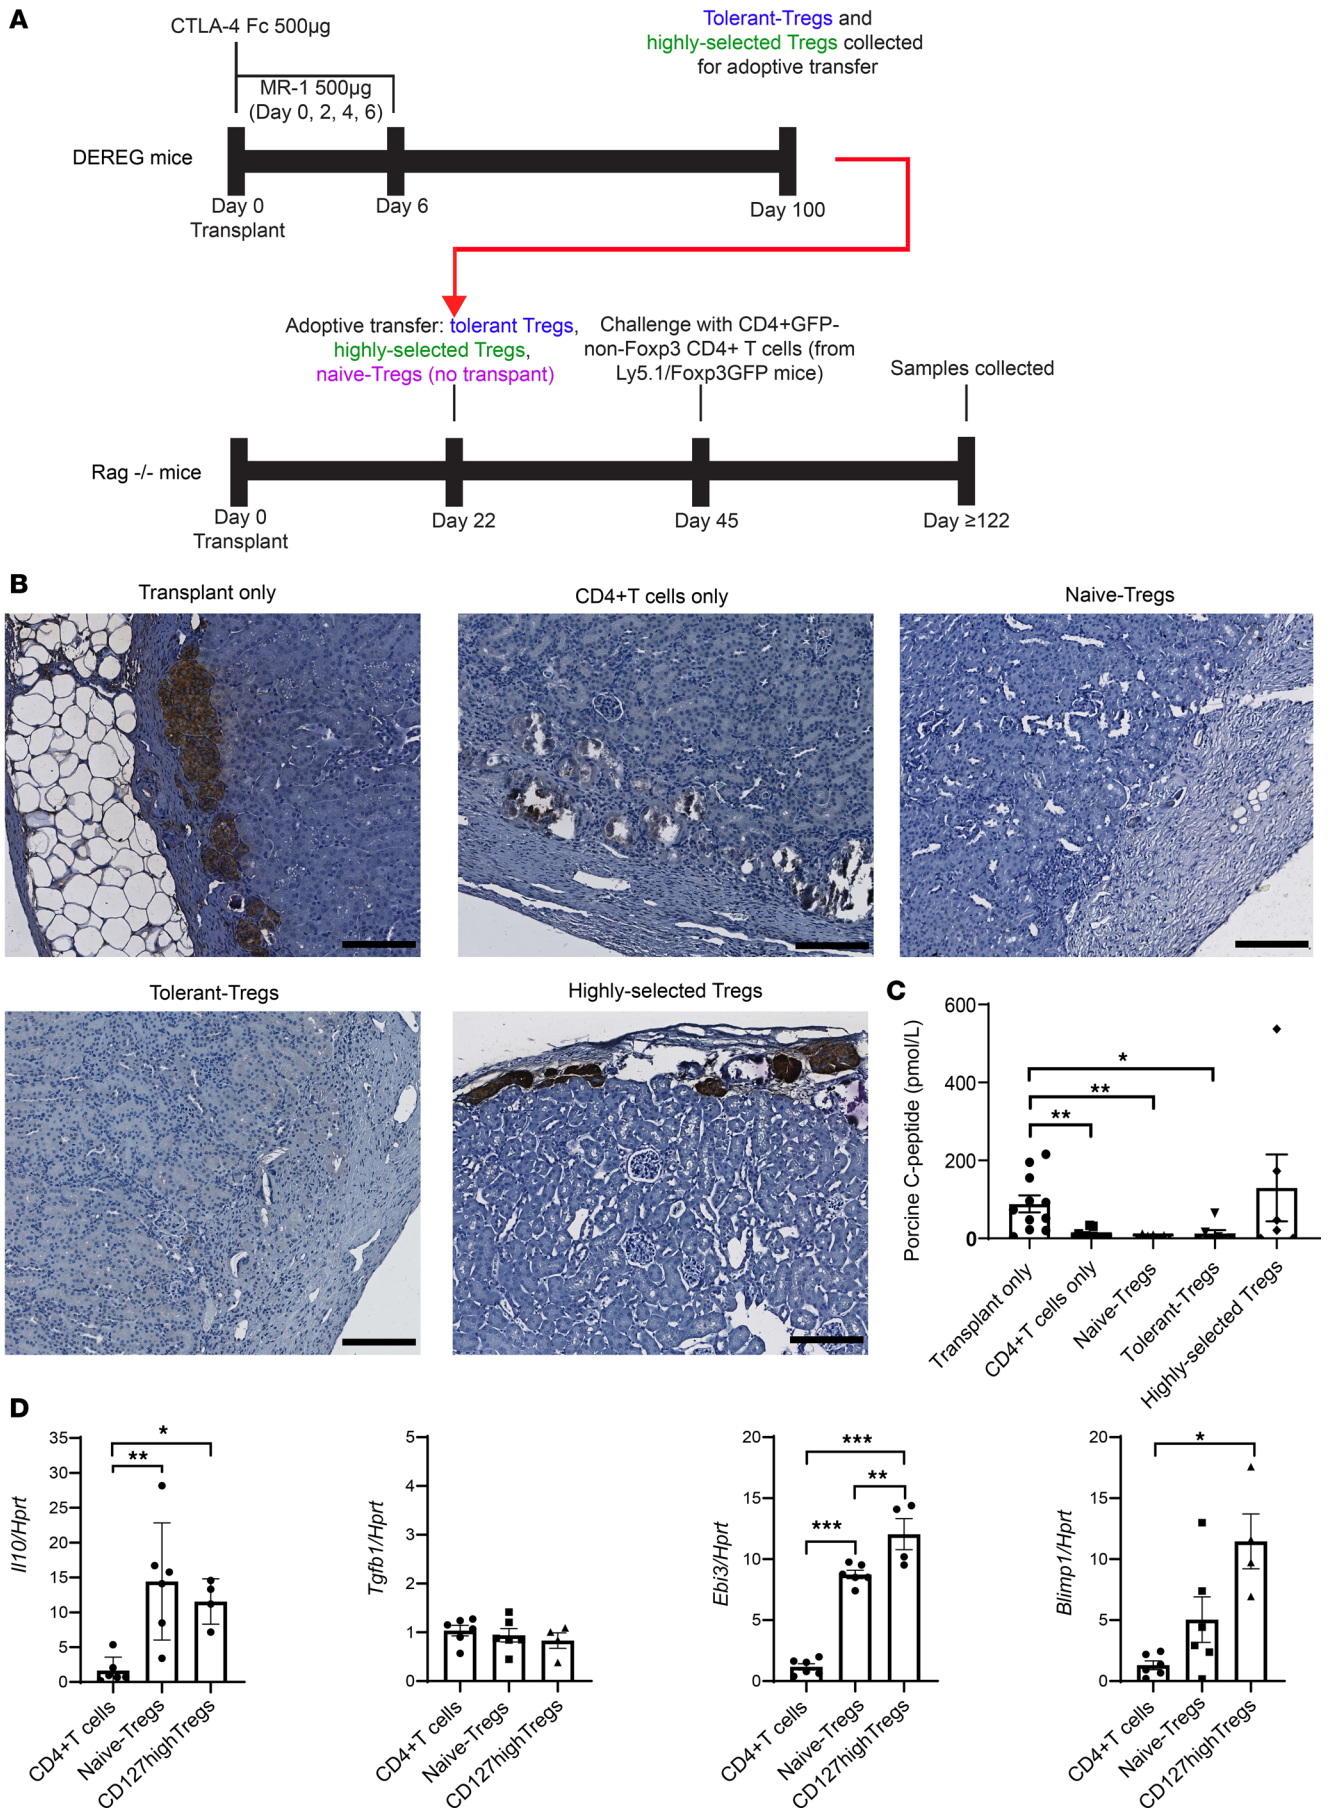 A
CTLA-4 Fc 500µg
MR-1 500µg
(Day 0, 2, 4, 6)
Tolerant-Tregs and
highly-selected Tregs collected
for adoptive transfer
DEREG mice
Day 0
Transplant
Day 6
Day 100
Adoptive transfer: tolerant Tregs,
highly-selected Tregs,
naive-Tregs (no transpant)
Challenge with CD4+GFP-
non-Foxp3 CD4+ T cells (from
Ly5.1/Foxp3GFP mice)
Samples collected
Rag -/- mice
Day 0
Transplant
Day 22
Day 45
Day ≥122
B
Transplant only
CD4+T cells only
Naive-Tregs
Tolerant-Tregs
Highly-selected Tregs
C
Porcine C-peptide (pmol/L)
600
400
200
0
*
**
**
Transplant only
CD4+T cells only
Naive-Tregs
Tolerant-Tregs
Highly-selected Tregs
D
Il10/Hprt
35
30
25
20
15
10
5
0
*
**
CD4+T cells
Naive-Tregs
CD127highTregs
Tgfb1/Hprt
5
4
3
2
1
0
CD4+T cells
Naive-Tregs
CD127highTregs
Ebi3/Hprt
20
15
10
5
0
***
**
***
CD4+T cells
Naive-Tregs
CD127highTregs
Blimp1/Hprt
20
15
10
5
0
*
CD4+T cells
Naive-Tregs
CD127highTregs